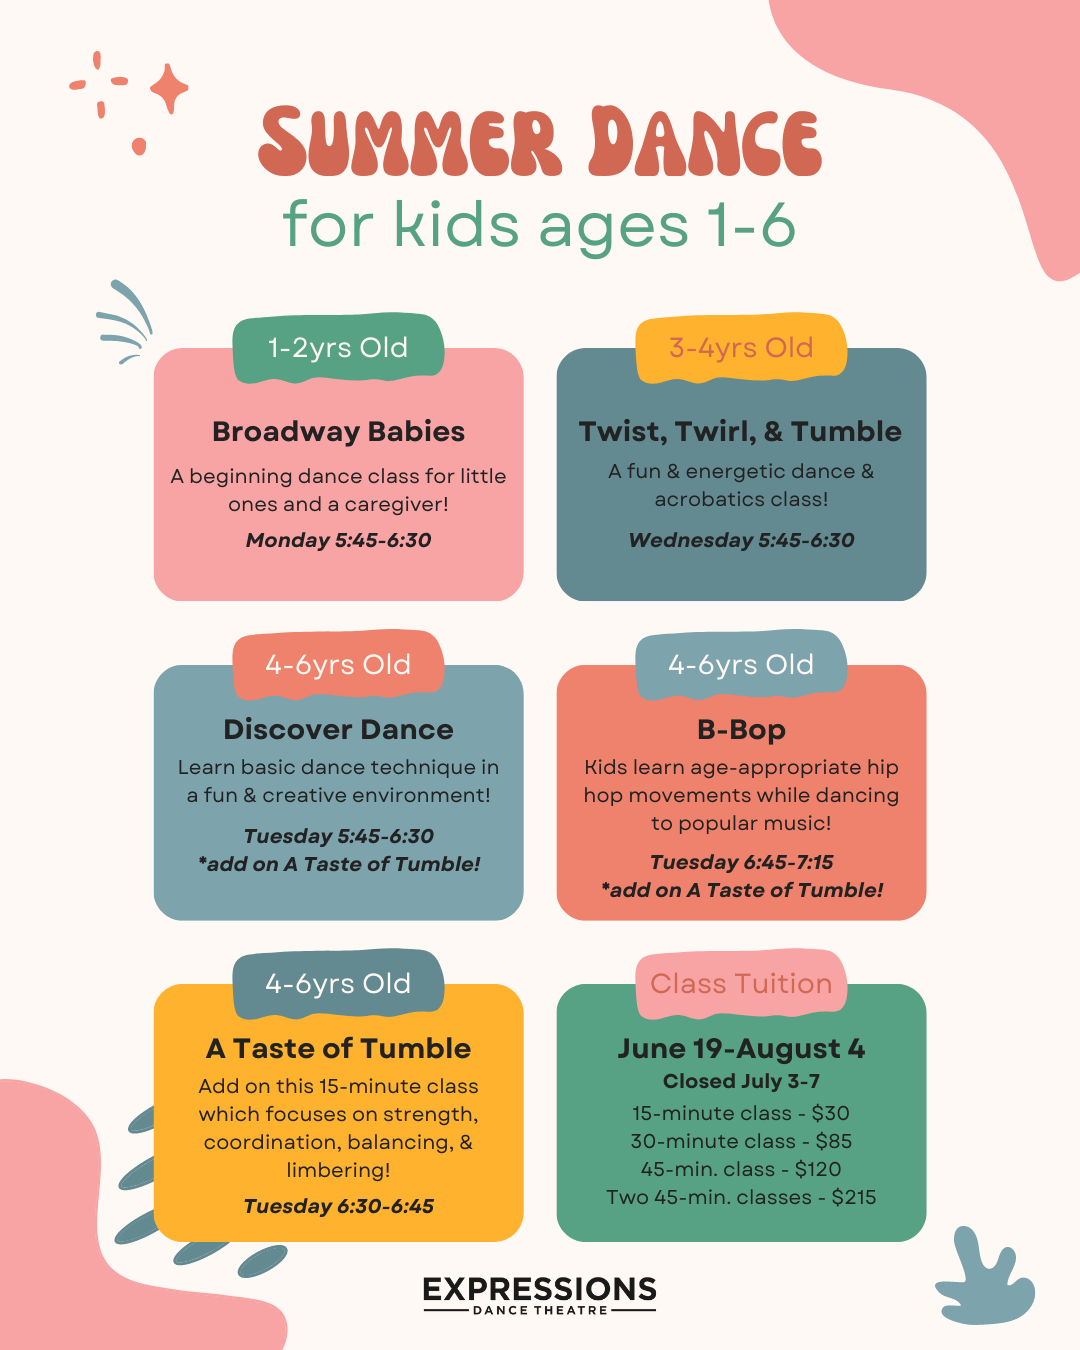 SUMMER DANCE
for kids ages 1-6
1-2yrs Old
Broadway Babies
A beginning dance class for little
ones and a caregiver!
Monday 5:45-6:30
3-4yrs Old
Twist, Twirl, & Tumble
A fun & energetic dance &
acrobatics class!
Wednesday 5:45-6:30
4-6yrs Old
Discover Dance
Learn basic dance technique in
a fun & creative environment!
Tuesday 5:45-6:30
*add on A Taste of Tumble!
4-6yrs Old
B-Bop
Kids learn age-appropriate hip
hop movements while dancing
to popular music!
Tuesday 6:45-7:15
*add on A Taste of Tumble!
4-6yrs Old
A Taste of Tumble
Add on this 15-minute class
which focuses on strength,
coordination, balancing, &
limbering!
Tuesday 6:30-6:45
Class Tuition
June 19-August 4
Closed July 3-7
15-minute class - $30
30-minute class - $85
45-min. class - $120
Two 45-min. classes - $215
EXPRESSIONS
DANCE THEATRE